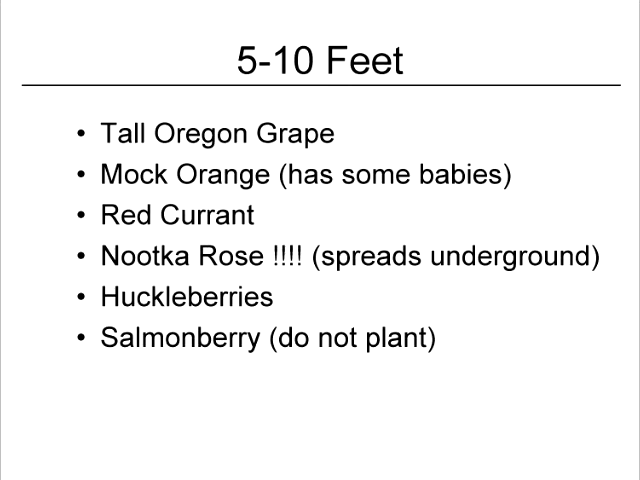 5-10 Feet
• Tall Oregon Grape
• Mock Orange (has some babies)
• Red Currant
• Nootka Rose !!!! (spreads underground)
• Huckleberries
• Salmonberry (do not plant)